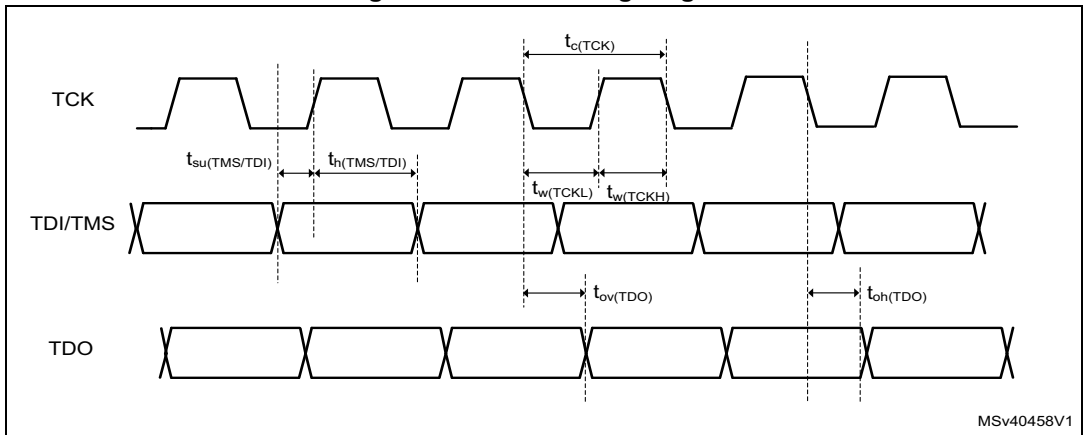 tc(TCK)
TCK
tsu(TMS/TDI)
th(TMS/TDI)
tw(TCKL)
tw(TCKH)
TDI/TMS
tov(TDO)
toh(TDO)
TDO
MSv40458V1